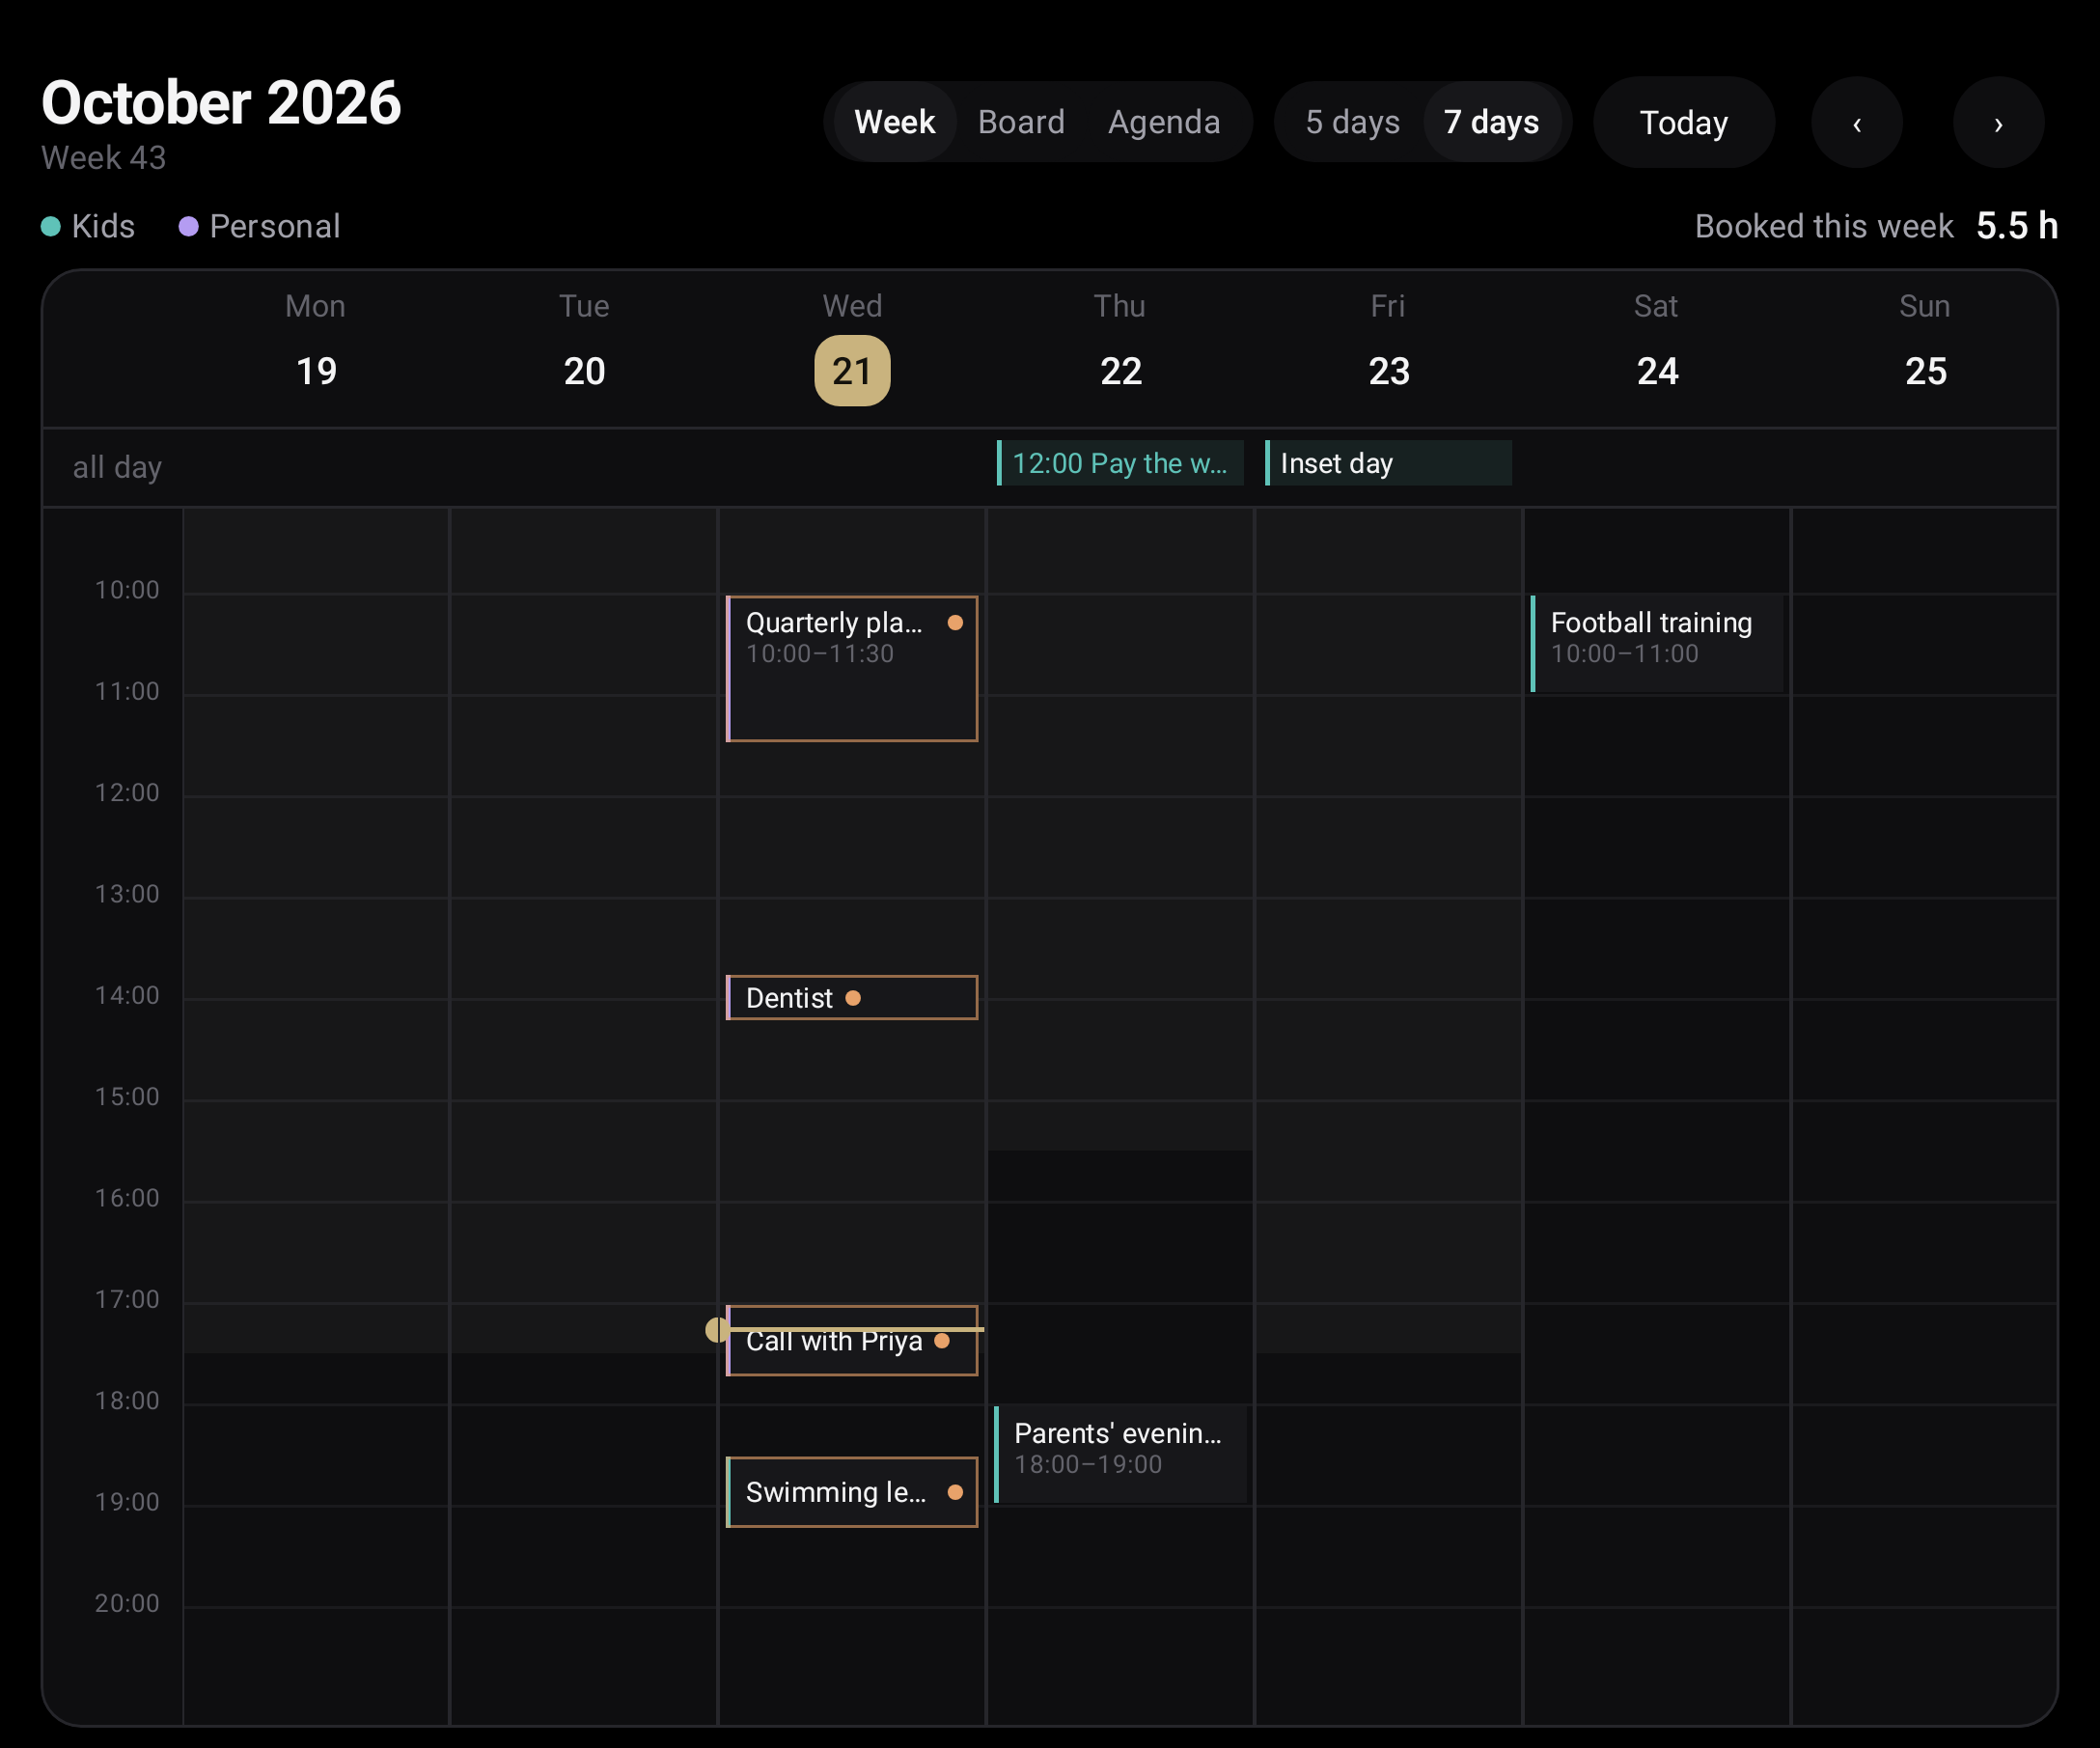 October 2026
Week 43
Week Board Agenda 5 days 7 days Today ‹ ›
Kids Personal Booked this week 5.5 h
Mon Tue Wed Thu Fri Sat Sun
19 20 21 22 23 24 25
all day 12:00 Pay the w… Inset day
10:00
Quarterly pla… Football training
10:00–11:30 10:00–11:00
11:00
12:00
13:00
14:00 Dentist
15:00
16:00
17:00
Call with Priya
18:00
Parents' evenin…
18:00–19:00
Swimming le…
19:00
20:00